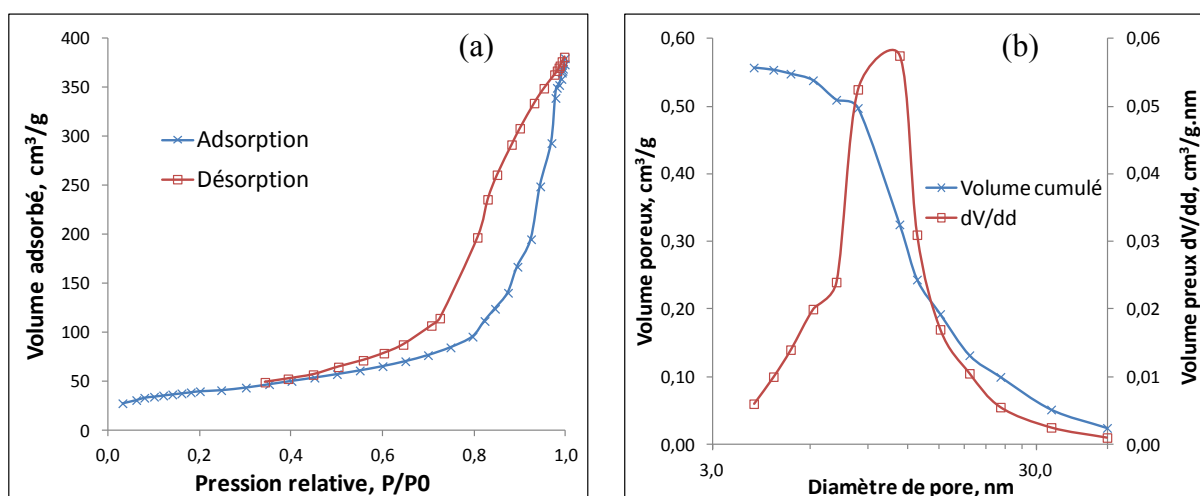 (a)
Volume adsorbé, cm³/g
400
350
300
250
200
150
100
50
0
Adsorption
Désorption
0,0 0,2 0,4 0,6 0,8 1,0
Pression relative, P/P0
(b)
Volume poreux, cm³/g
0,60
0,50
0,40
0,30
0,20
0,10
0,00
Volume cumulé
dV/dd
0,06
0,05
0,04
0,03
0,03
0,02
0,01
0,00
Volume preux dV/dd, cm³/g.nm
3,0 30,0
Diamètre de pore, nm